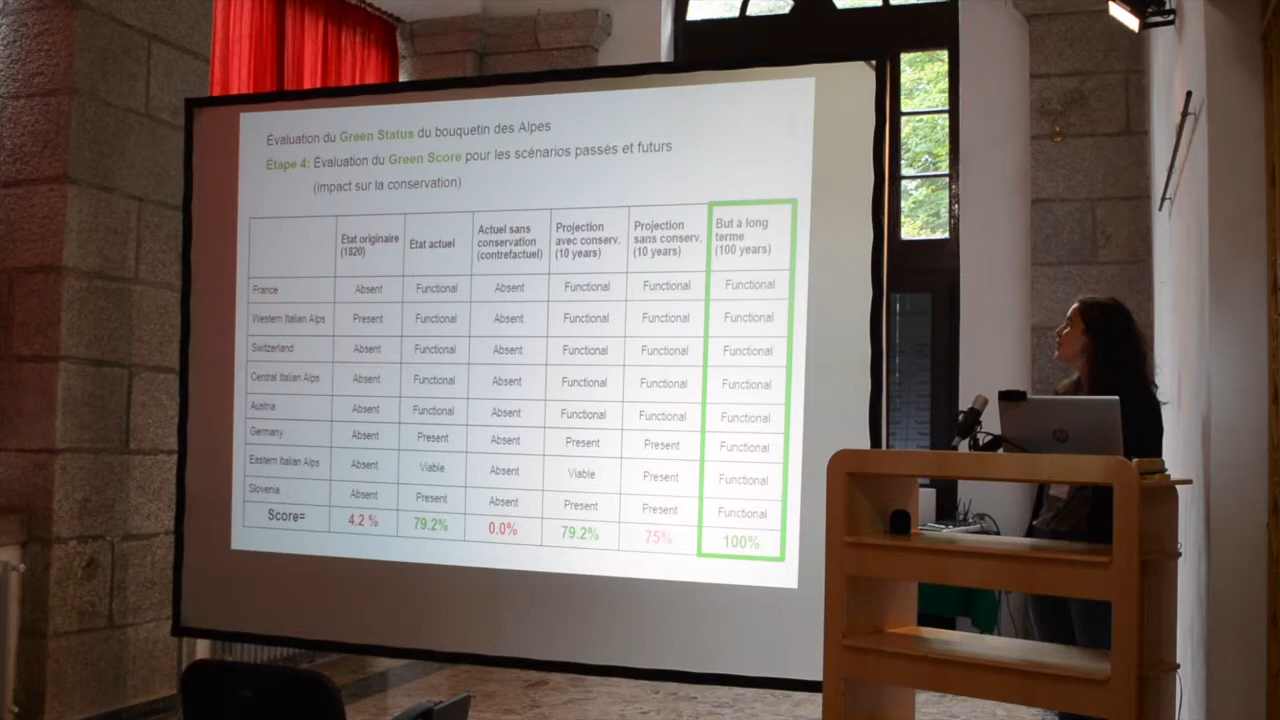 Évaluation du Green Status du bouquetin des Alpes
Étape 4: Évaluation du Green Score pour les scénarios passés et futurs
(impact sur la conservation)
État originaire (1820) État actuel Actuel sans conservation (contrefactuel) Projection avec conserv. (10 years) Projection sans conserv. (10 years) But à long terme (100 years)
France Absent Functional Absent Functional Functional Functional
Western Italian Alps Present Functional Absent Functional Functional Functional
Switzerland Absent Functional Absent Functional Functional Functional
Central Italian Alps Absent Functional Absent Functional Functional Functional
Austria Absent Functional Absent Functional Functional Functional
Germany Absent Present Absent Present Present Functional
Eastern Italian Alps Absent Viable Absent Viable Present Functional
Slovenia Absent Present Absent Present Present Functional
Score= 4.2 % 79.2% 0.0% 79.2% 75% 100%
hp